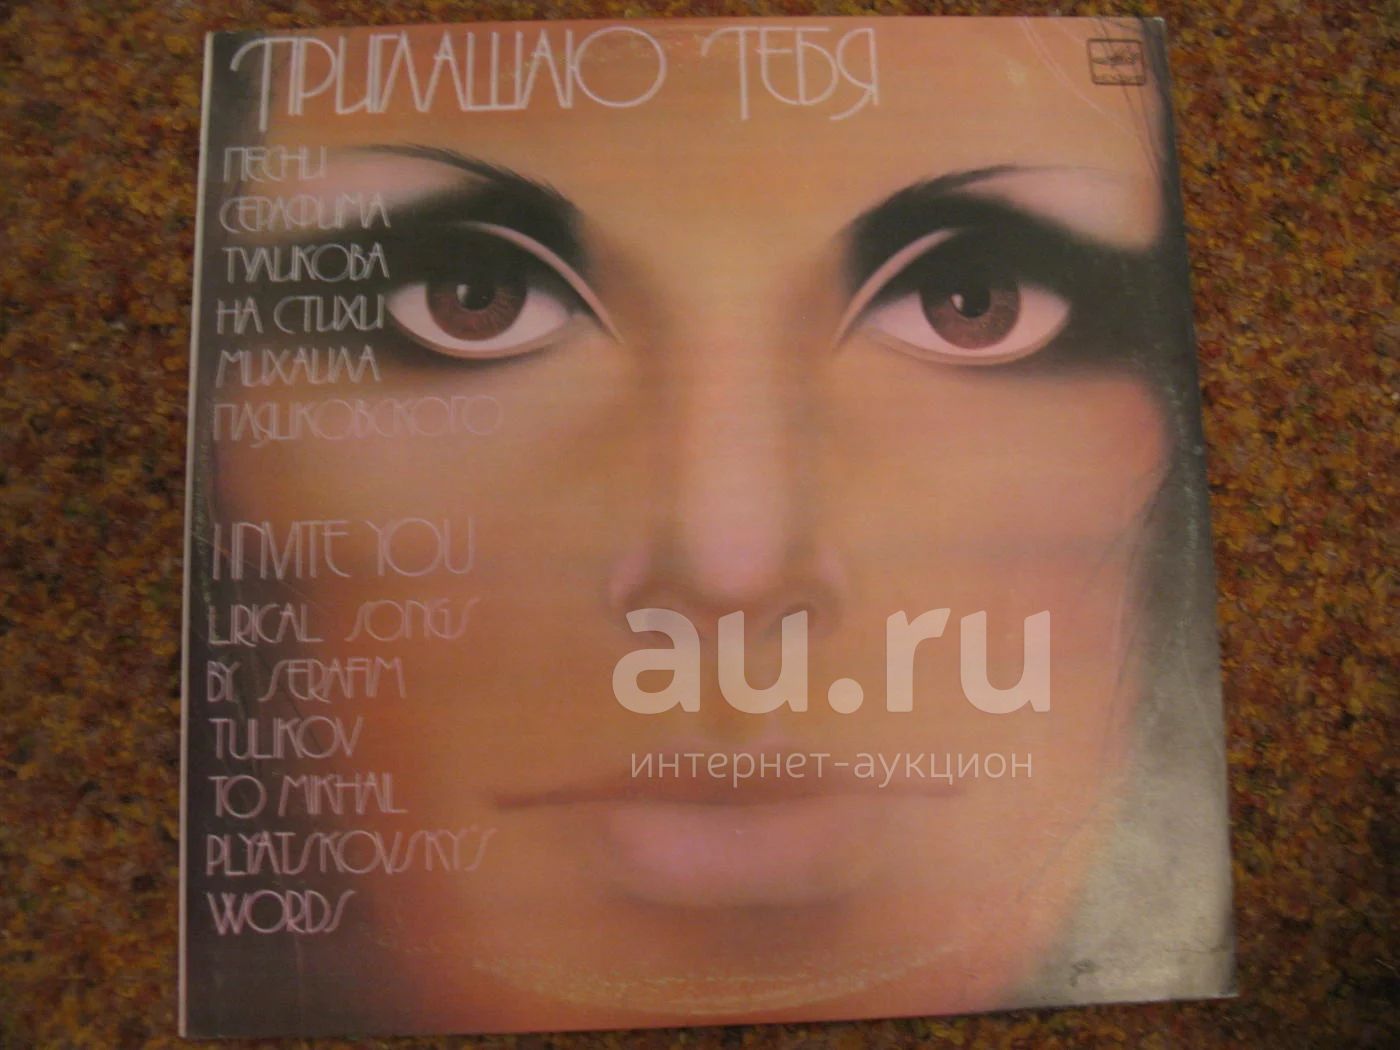 ПРИГЛАШАЮ ТЕБЯ
ПЕСНИ
СЕРАФИМА
ТУЛИКОВА
НА СТИХИ
МИХАИЛА
ПЛЯЦКОВСКОГО
I INVITE YOU
LIRICAL SONGS
BY SERAFIM
TULIKOV
TO MIKHAIL
PLYATSKOVSKY'S
WORDS
au.ru
интернет-аукцион